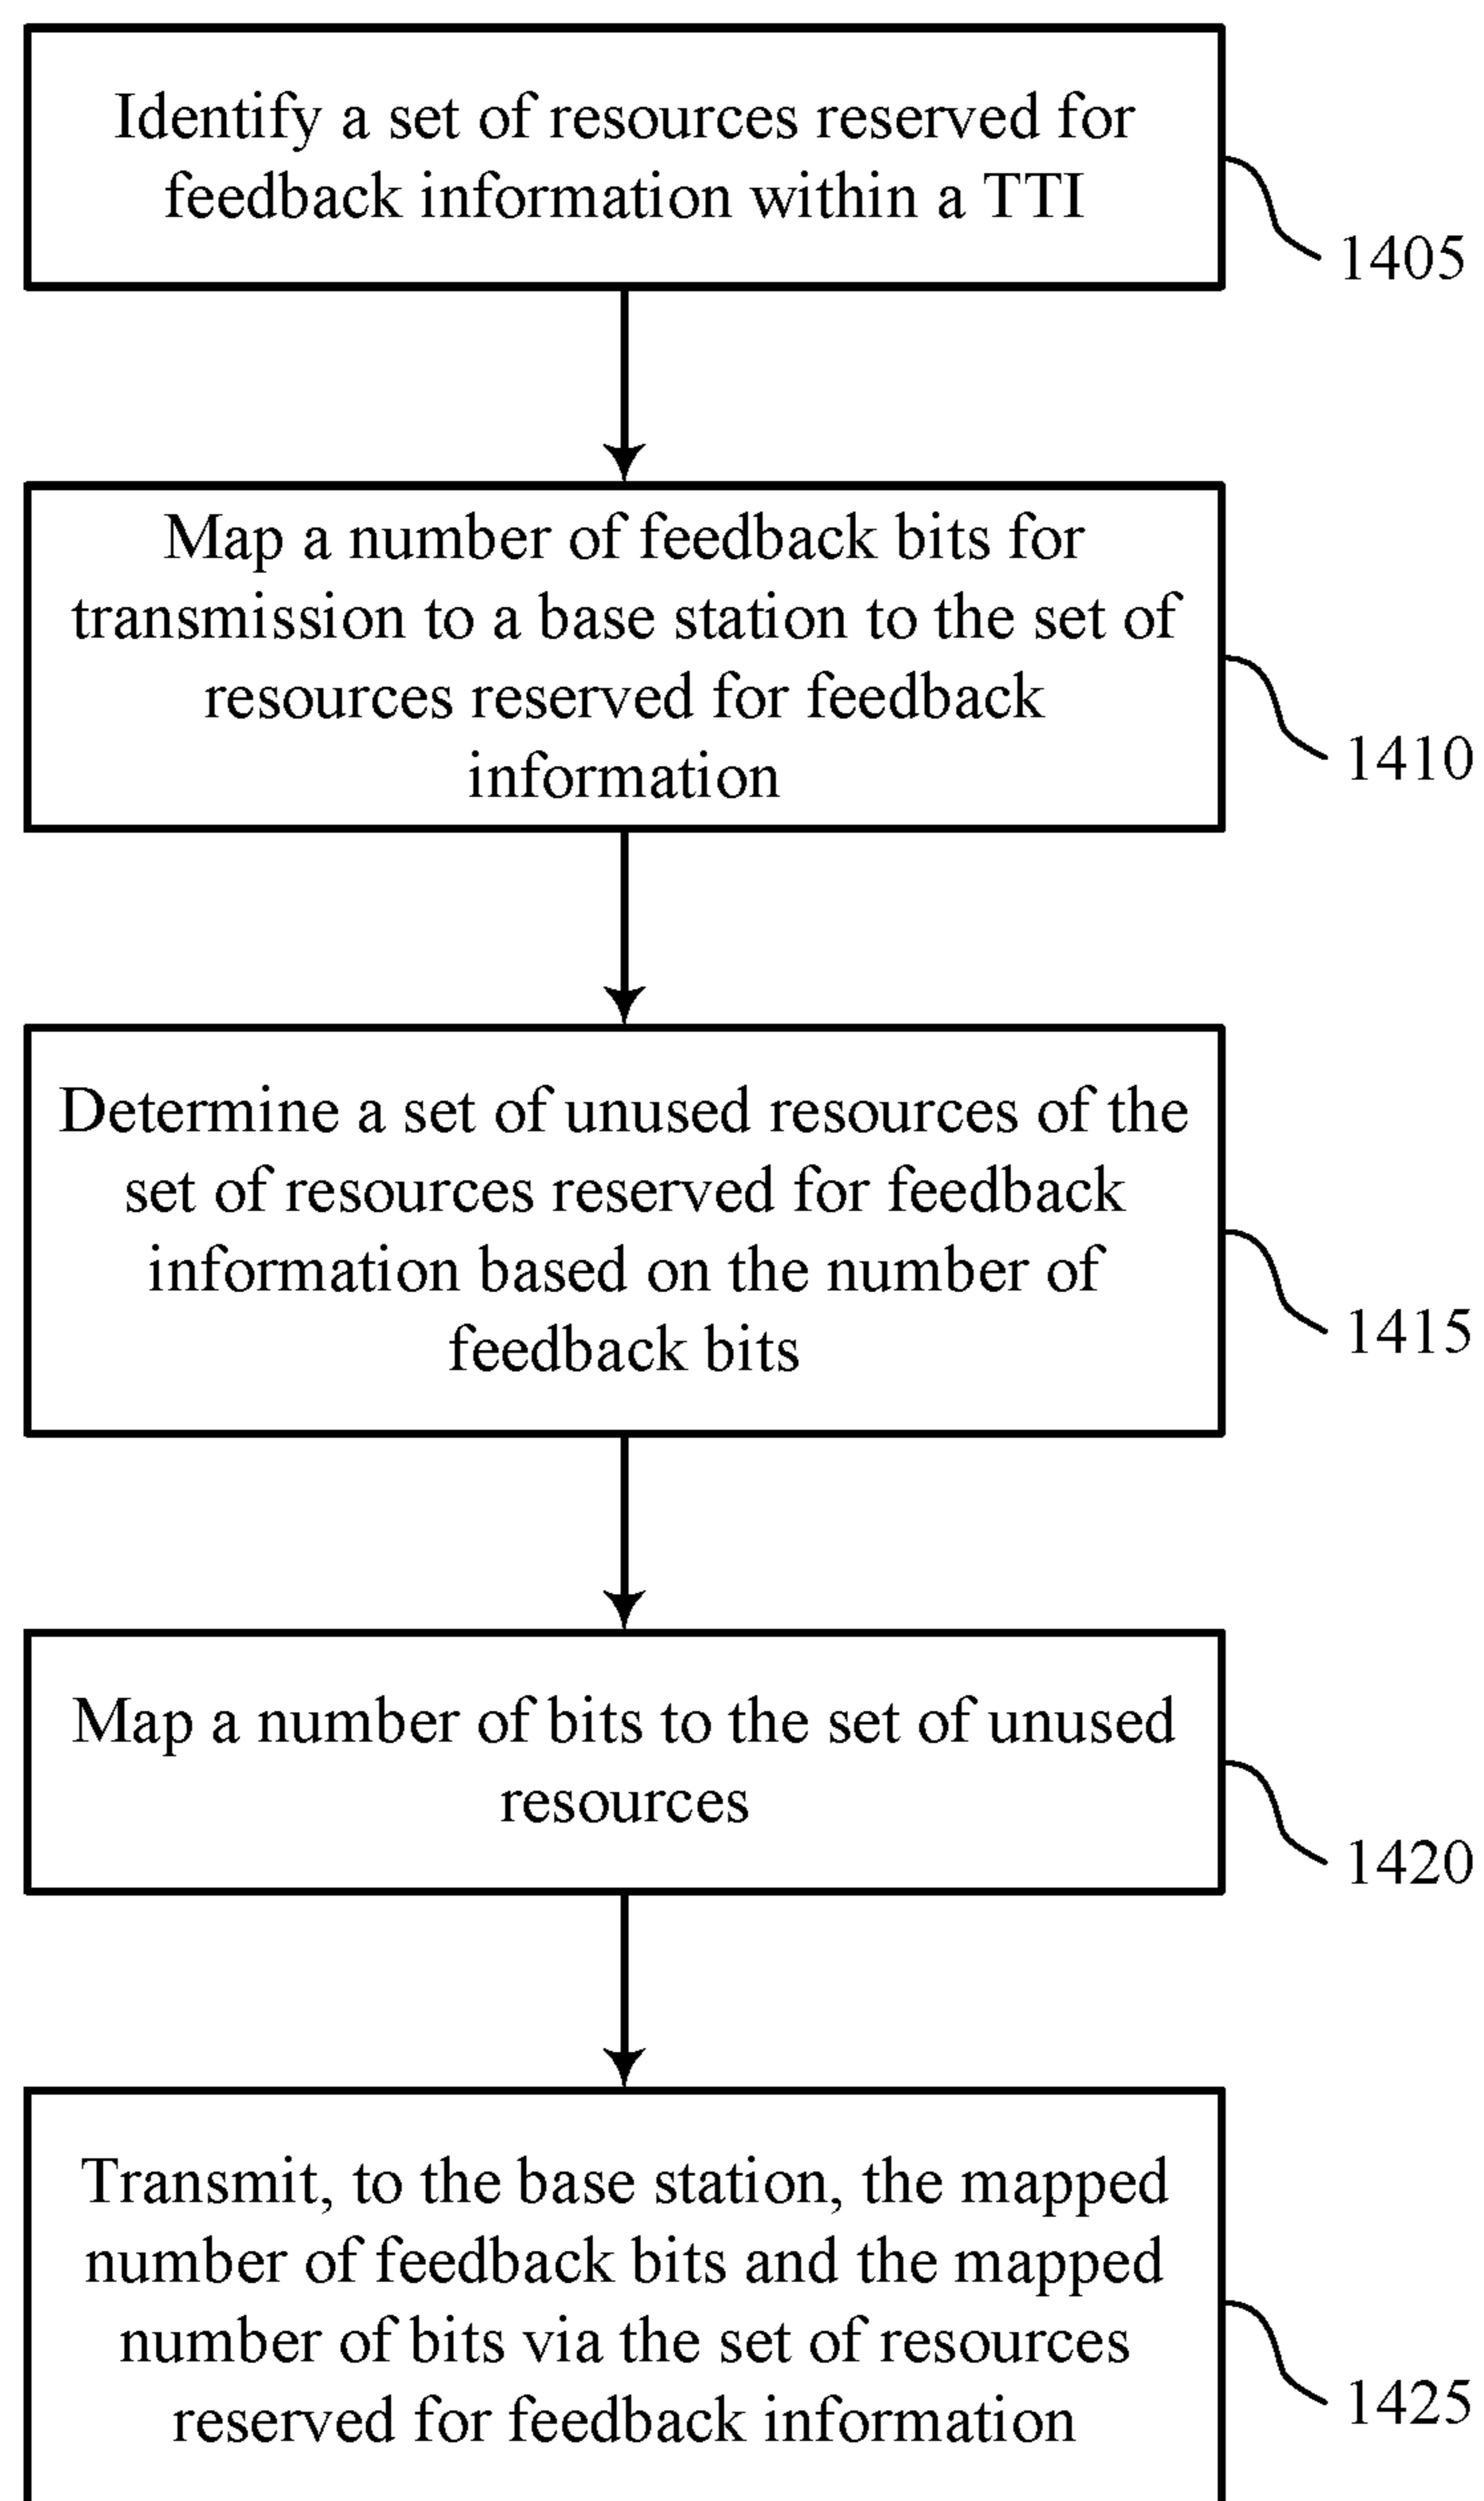 Identify a set of resources reserved for
feedback information within a TTI
1405
Map a number of feedback bits for
transmission to a base station to the set of
resources reserved for feedback
information
1410
Determine a set of unused resources of the
set of resources reserved for feedback
information based on the number of
feedback bits
1415
Map a number of bits to the set of unused
resources
1420
Transmit, to the base station, the mapped
number of feedback bits and the mapped
number of bits via the set of resources
reserved for feedback information
1425